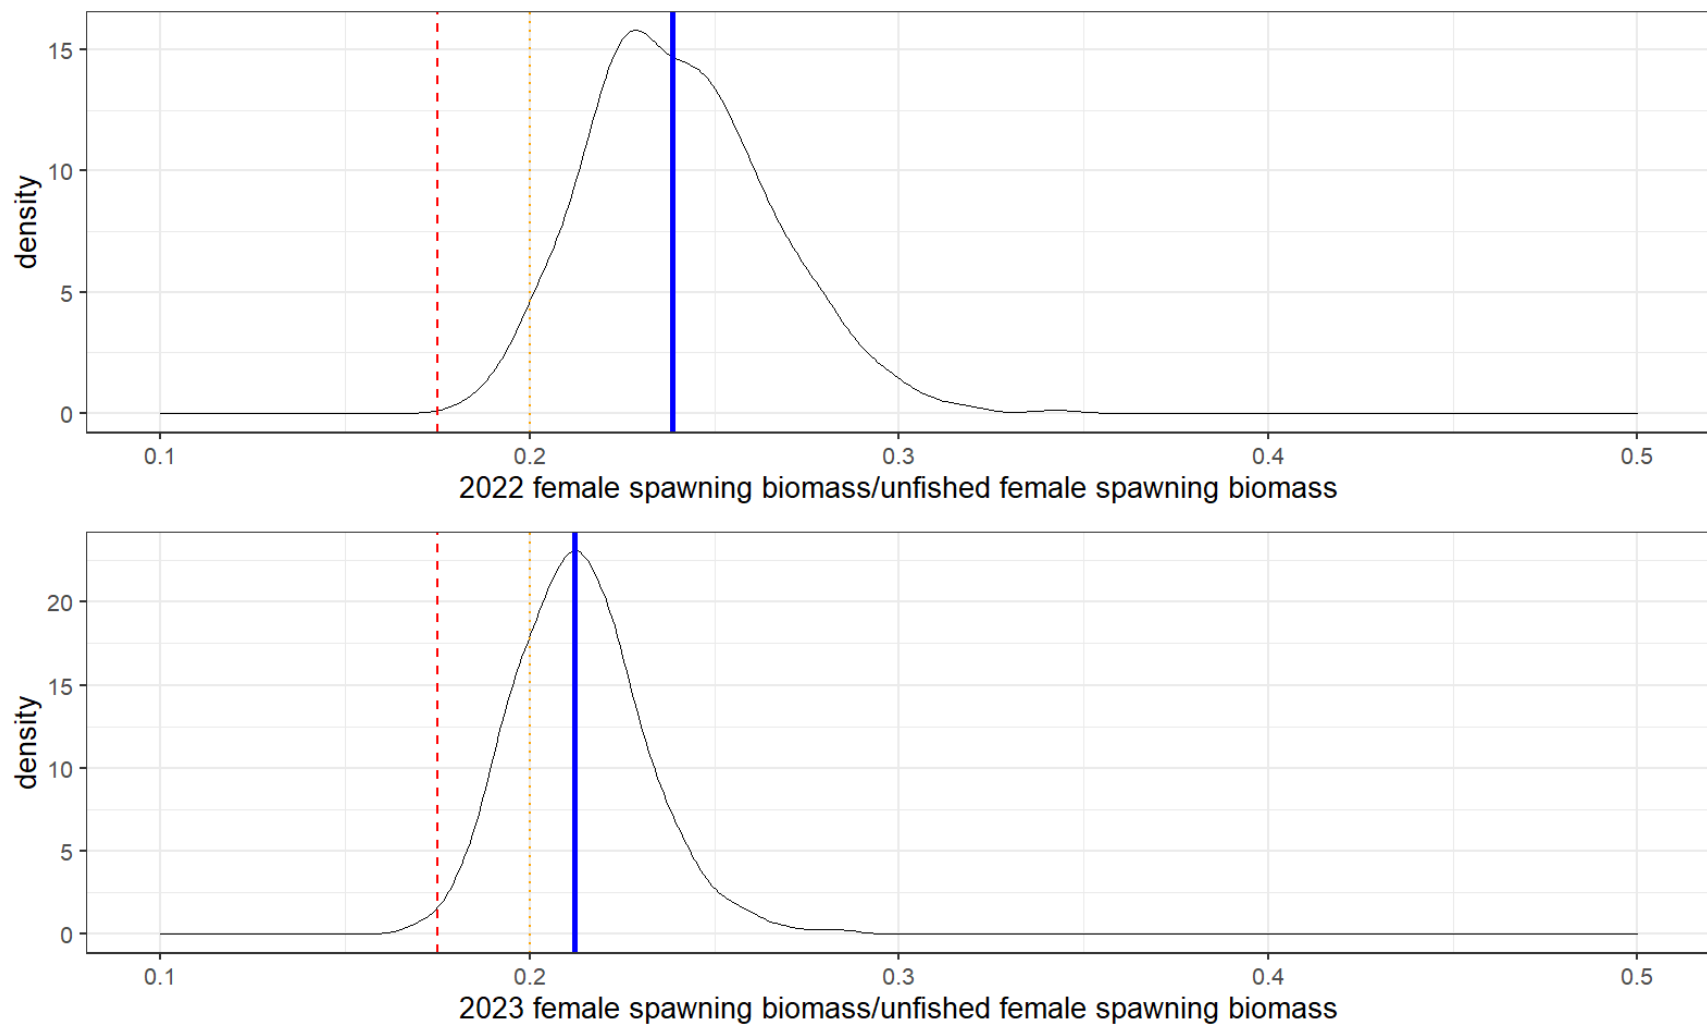 density
15
10
5
0
0.1 0.2 0.3 0.4 0.5
2022 female spawning biomass/unfished female spawning biomass
density
20
15
10
5
0
0.1 0.2 0.3 0.4 0.5
2023 female spawning biomass/unfished female spawning biomass